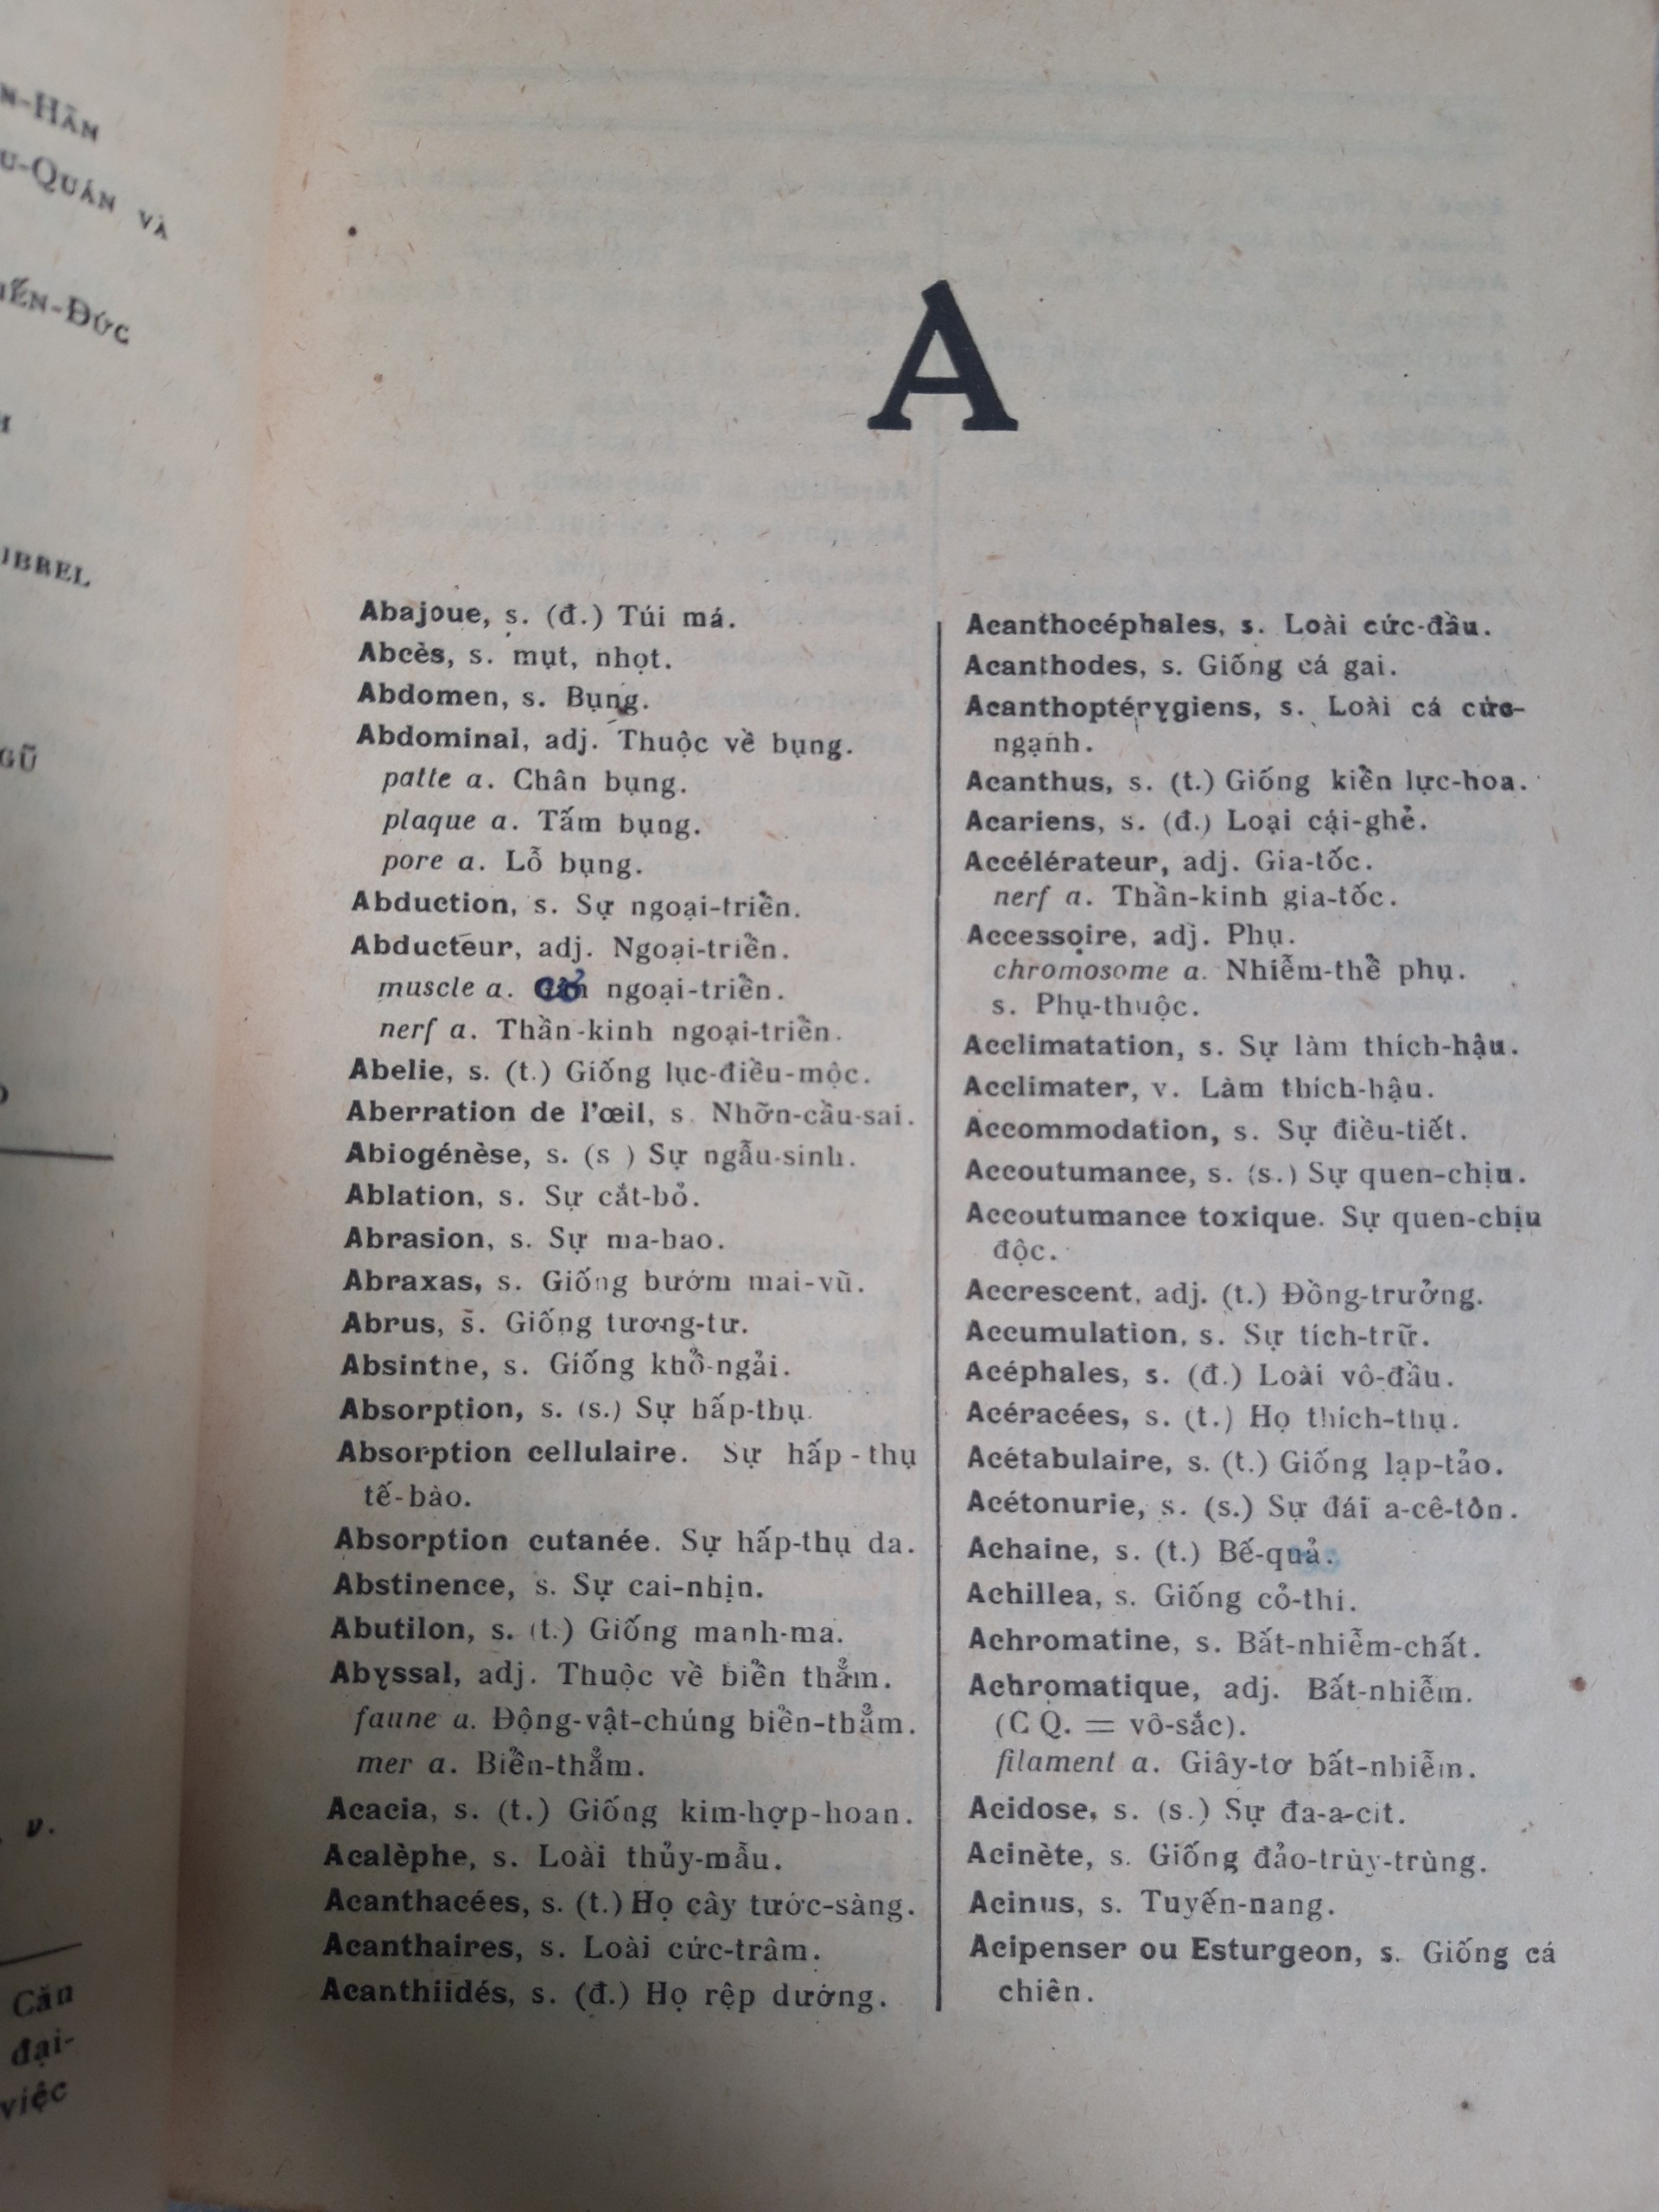 N-HÃN
U-QUÁN VÀ
IẾN-ĐỨC
IBREL
GŨ
v.
Căn
đại-
việc
A
Abajoue, s. (đ.) Túi má.
Abcès, s. mụt, nhọt.
Abdomen, s. Bụng.
Abdominal, adj. Thuộc về bụng.
patte a. Chân bụng.
plaque a. Tấm bụng.
pore a. Lỗ bụng.
Abduction, s. Sự ngoại-triển.
Abducteur, adj. Ngoại-triển.
muscle a. Cơ ngoại-triển.
nerf a. Thần-kinh ngoại-triển.
Abelie, s. (t.) Giống lục-điều-mộc.
Aberration de l'œil, s. Nhỡn-cầu-sai.
Abiogénèse, s. (s ) Sự ngẫu-sinh.
Ablation, s. Sự cắt-bỏ.
Abrasion, s. Sự ma-bao.
Abraxas, s. Giống bướm mai-vũ.
Abrus, s. Giống tương-tư.
Absinthe, s. Giống khổ-ngải.
Absorption, s. (s.) Sự hấp-thụ.
Absorption cellulaire. Sự hấp-thụ
tế-bào.
Absorption cutanée. Sự hấp-thụ da.
Abstinence, s. Sự cai-nhịn.
Abutilon, s. (t.) Giống manh-ma.
Abyssal, adj. Thuộc về biển thẳm.
faune a. Động-vật-chúng biển-thẳm.
mer a. Biển-thẳm.
Acacia, s. (t.) Giống kim-hợp-hoan.
Acalèphe, s. Loài thủy-mẫu.
Acanthacées, s. (t.) Họ cây tước-sàng.
Acanthaires, s. Loài cức-trâm.
Acanthiidés, s. (đ.) Họ rệp dướng.
Acanthocéphales, s. Loài cức-đầu.
Acanthodes, s. Giống cá gai.
Acanthoptérygiens, s. Loài cá cức-
ngạnh.
Acanthus, s. (t.) Giống kiển lực-hoa.
Acariens, s. (đ.) Loại cái-ghẻ.
Accélérateur, adj. Gia-tốc.
nerf a. Thần-kinh gia-tốc.
Accessoire, adj. Phụ.
chromosome a. Nhiễm-thể phụ.
s. Phụ-thuộc.
Acclimatation, s. Sự làm thích-hậu.
Acclimater, v. Làm thích-hậu.
Accommodation, s. Sự điều-tiết.
Accoutumance, s. (s.) Sự quen-chịu.
Accoutumance toxique. Sự quen-chịu
độc.
Accrescent, adj. (t.) Đồng-trưởng.
Accumulation, s. Sự tích-trữ.
Acéphales, s. (đ.) Loài vô-đầu.
Acéracées, s. (t.) Họ thích-thụ.
Acétabulaire, s. (t.) Giống lạp-tảo.
Acétonurie, s. (s.) Sự đái a-cê-tôn.
Achaine, s. (t.) Bế-quả.
Achillea, s. Giống cỏ-thi.
Achromatine, s. Bất-nhiễm-chất.
Achromatique, adj. Bất-nhiễm.
(C Q. = vô-sắc).
filament a. Giây-tơ bất-nhiễm.
Acidose, s. (s.) Sự đa-a-cit.
Acinète, s. Giống đảo-trùy-trùng.
Acinus, s. Tuyến-nang.
Acipenser ou Esturgeon, s. Giống cá
chiên.